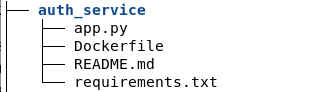 auth_service
app.py
Dockerfile
README.md
requirements.txt